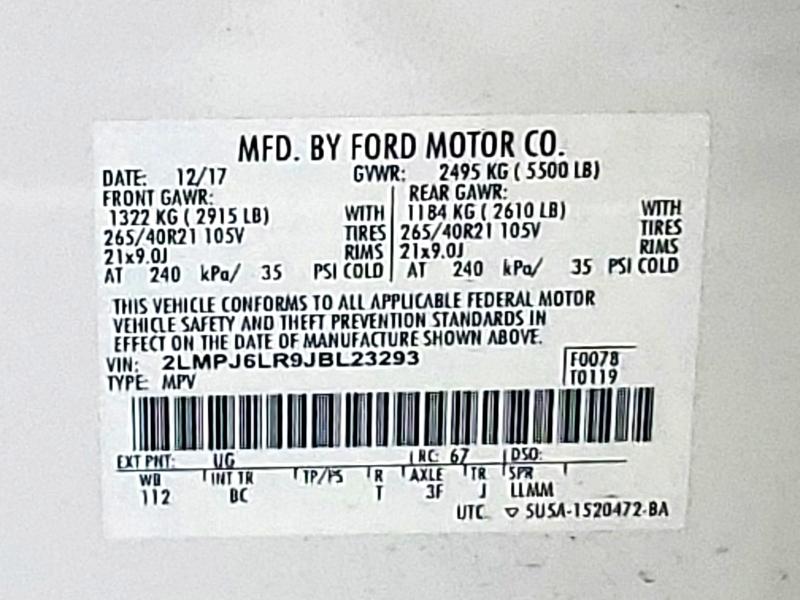 MFD. BY FORD MOTOR CO.
DATE: 12/17 GVWR: 2495 KG ( 5500 LB)
FRONT GAWR: REAR GAWR:
1322 KG ( 2915 LB) WITH 1184 KG ( 2610 LB) WITH
265/40R21 105V TIRES 265/40R21 105V TIRES
21x9.0J RIMS 21x9.0J RIMS
AT 240 kPa/ 35 PSI COLD AT 240 kPa/ 35 PSI COLD
THIS VEHICLE CONFORMS TO ALL APPLICABLE FEDERAL MOTOR
VEHICLE SAFETY AND THEFT PREVENTION STANDARDS IN
EFFECT ON THE DATE OF MANUFACTURE SHOWN ABOVE.
VIN: 2LMPJ6LR9JBL23293 F0078
TYPE: MPV T0119
EXT PNT: UG RC: 67 DSO:
WB INT TR TP/PS R AXLE TR SPR
112 BC T 3F J LLMM
UTC ▽ 5USA-1520472-BA